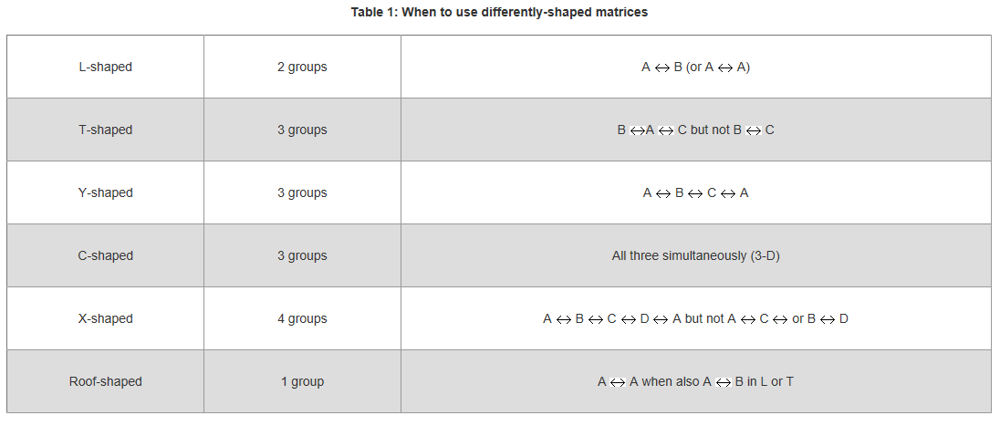 Table 1: When to use differently-shaped matrices
L-shaped 2 groups A ↔ B (or A ↔ A)
T-shaped 3 groups B ↔A ↔ C but not B ↔ C
Y-shaped 3 groups A ↔ B ↔ C ↔ A
C-shaped 3 groups All three simultaneously (3-D)
X-shaped 4 groups A ↔ B ↔ C ↔ D ↔ A but not A ↔ C ↔ or B ↔ D
Roof-shaped 1 group A ↔ A when also A ↔ B in L or T